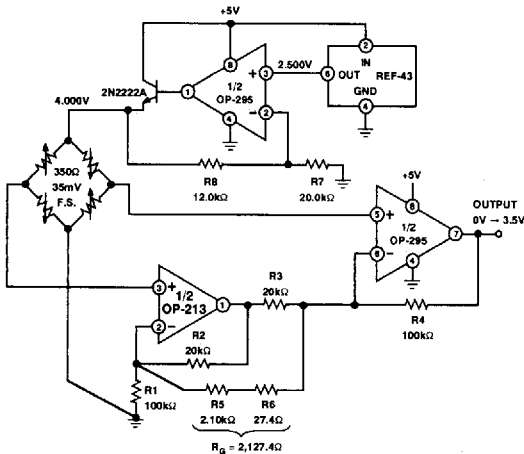 +5V
2N2222A
4.000V
8
1
1/2
OP-295
+
−
3
2
4
2.500V
2
IN
6
OUT
REF-43
GND
4
R8
12.0kΩ
R7
20.0kΩ
350Ω
35mV
F.S.
+5V
8
5
+
1/2
OP-295
6
−
4
7
OUTPUT
0V → 3.5V
3
+
1/2
OP-213
2
−
1
R3
20kΩ
R2
20kΩ
R4
100kΩ
R1
100kΩ
R5
2.10kΩ
R6
27.4Ω
RG = 2,127.4Ω